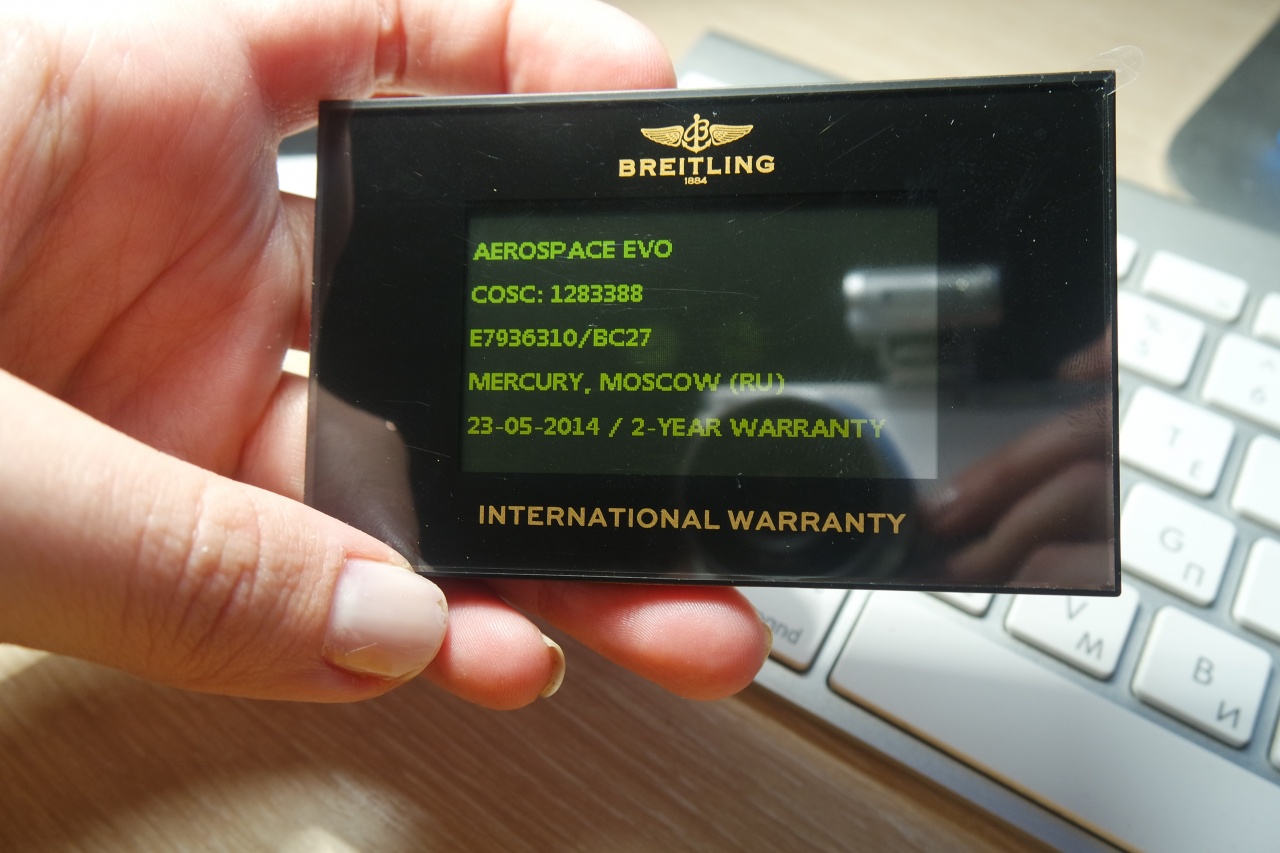 BREITLING
1884
AEROSPACE EVO
COSC: 1283388
E7936310/BC27
MERCURY, MOSCOW (RU)
23-05-2014 / 2-YEAR WARRANTY
INTERNATIONAL WARRANTY
T
Е
G
П
V
М
B
И